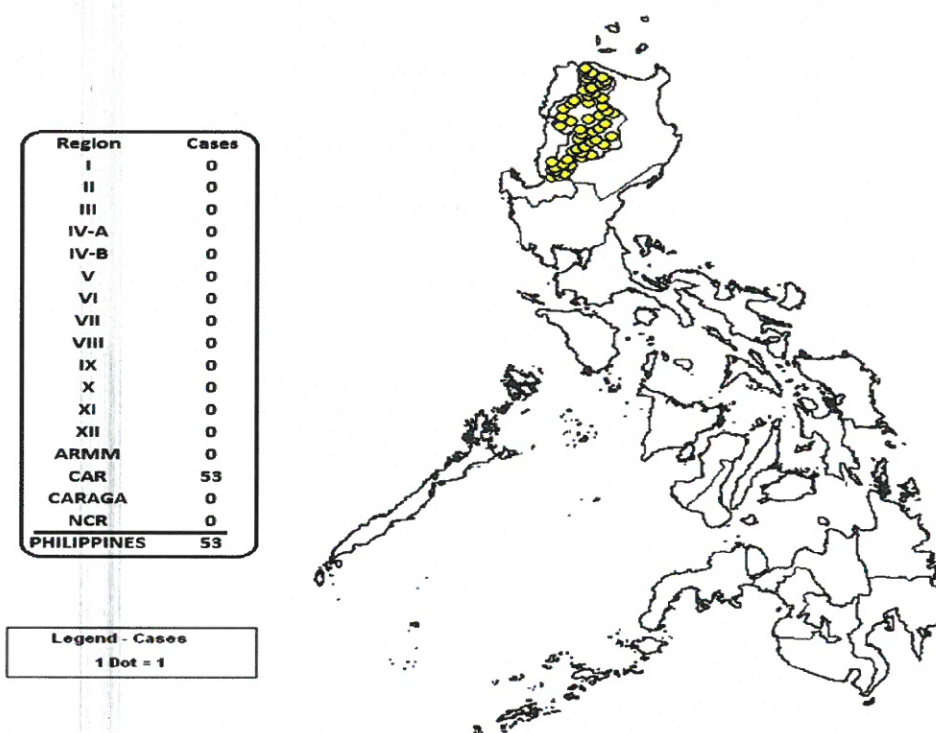 Region Cases
I 0
II 0
III 0
IV-A 0
IV-B 0
V 0
VI 0
VII 0
VIII 0
IX 0
X 0
XI 0
XII 0
ARMM 0
CAR 53
CARAGA 0
NCR 0
PHILIPPINES 53
Legend - Cases
1 Dot = 1